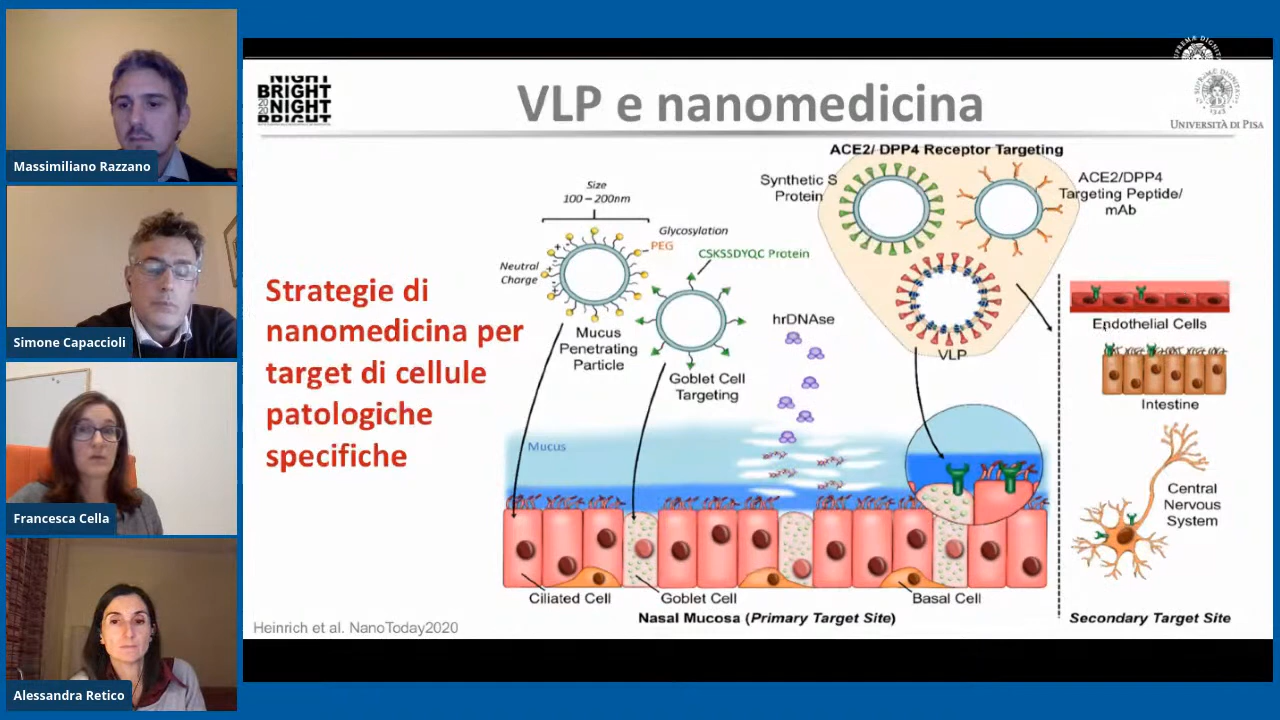 Massimiliano Razzano
Simone Capaccioli
Francesca Cella
Alessandra Retico
NIGHT
BRIGHT
NIGHT
BRIGHT
VLP e nanomedicina
UNIVERSITÀ DI PISA
Strategie di
nanomedicina per
target di cellule
patologiche
specifiche
Size
100 – 200nm
Glycosylation
PEG
Neutral
Charge
CSKSSDYQC Protein
Mucus
Penetrating
Particle
Goblet Cell
Targeting
hrDNAse
ACE2/ DPP4 Receptor Targeting
Synthetic S
Protein
ACE2/DPP4
Targeting Peptide/
mAb
VLP
Mucus
Endothelial Cells
Intestine
Central
Nervous
System
Ciliated Cell
Goblet Cell
Basal Cell
Nasal Mucosa (Primary Target Site)
Secondary Target Site
Heinrich et al. NanoToday2020